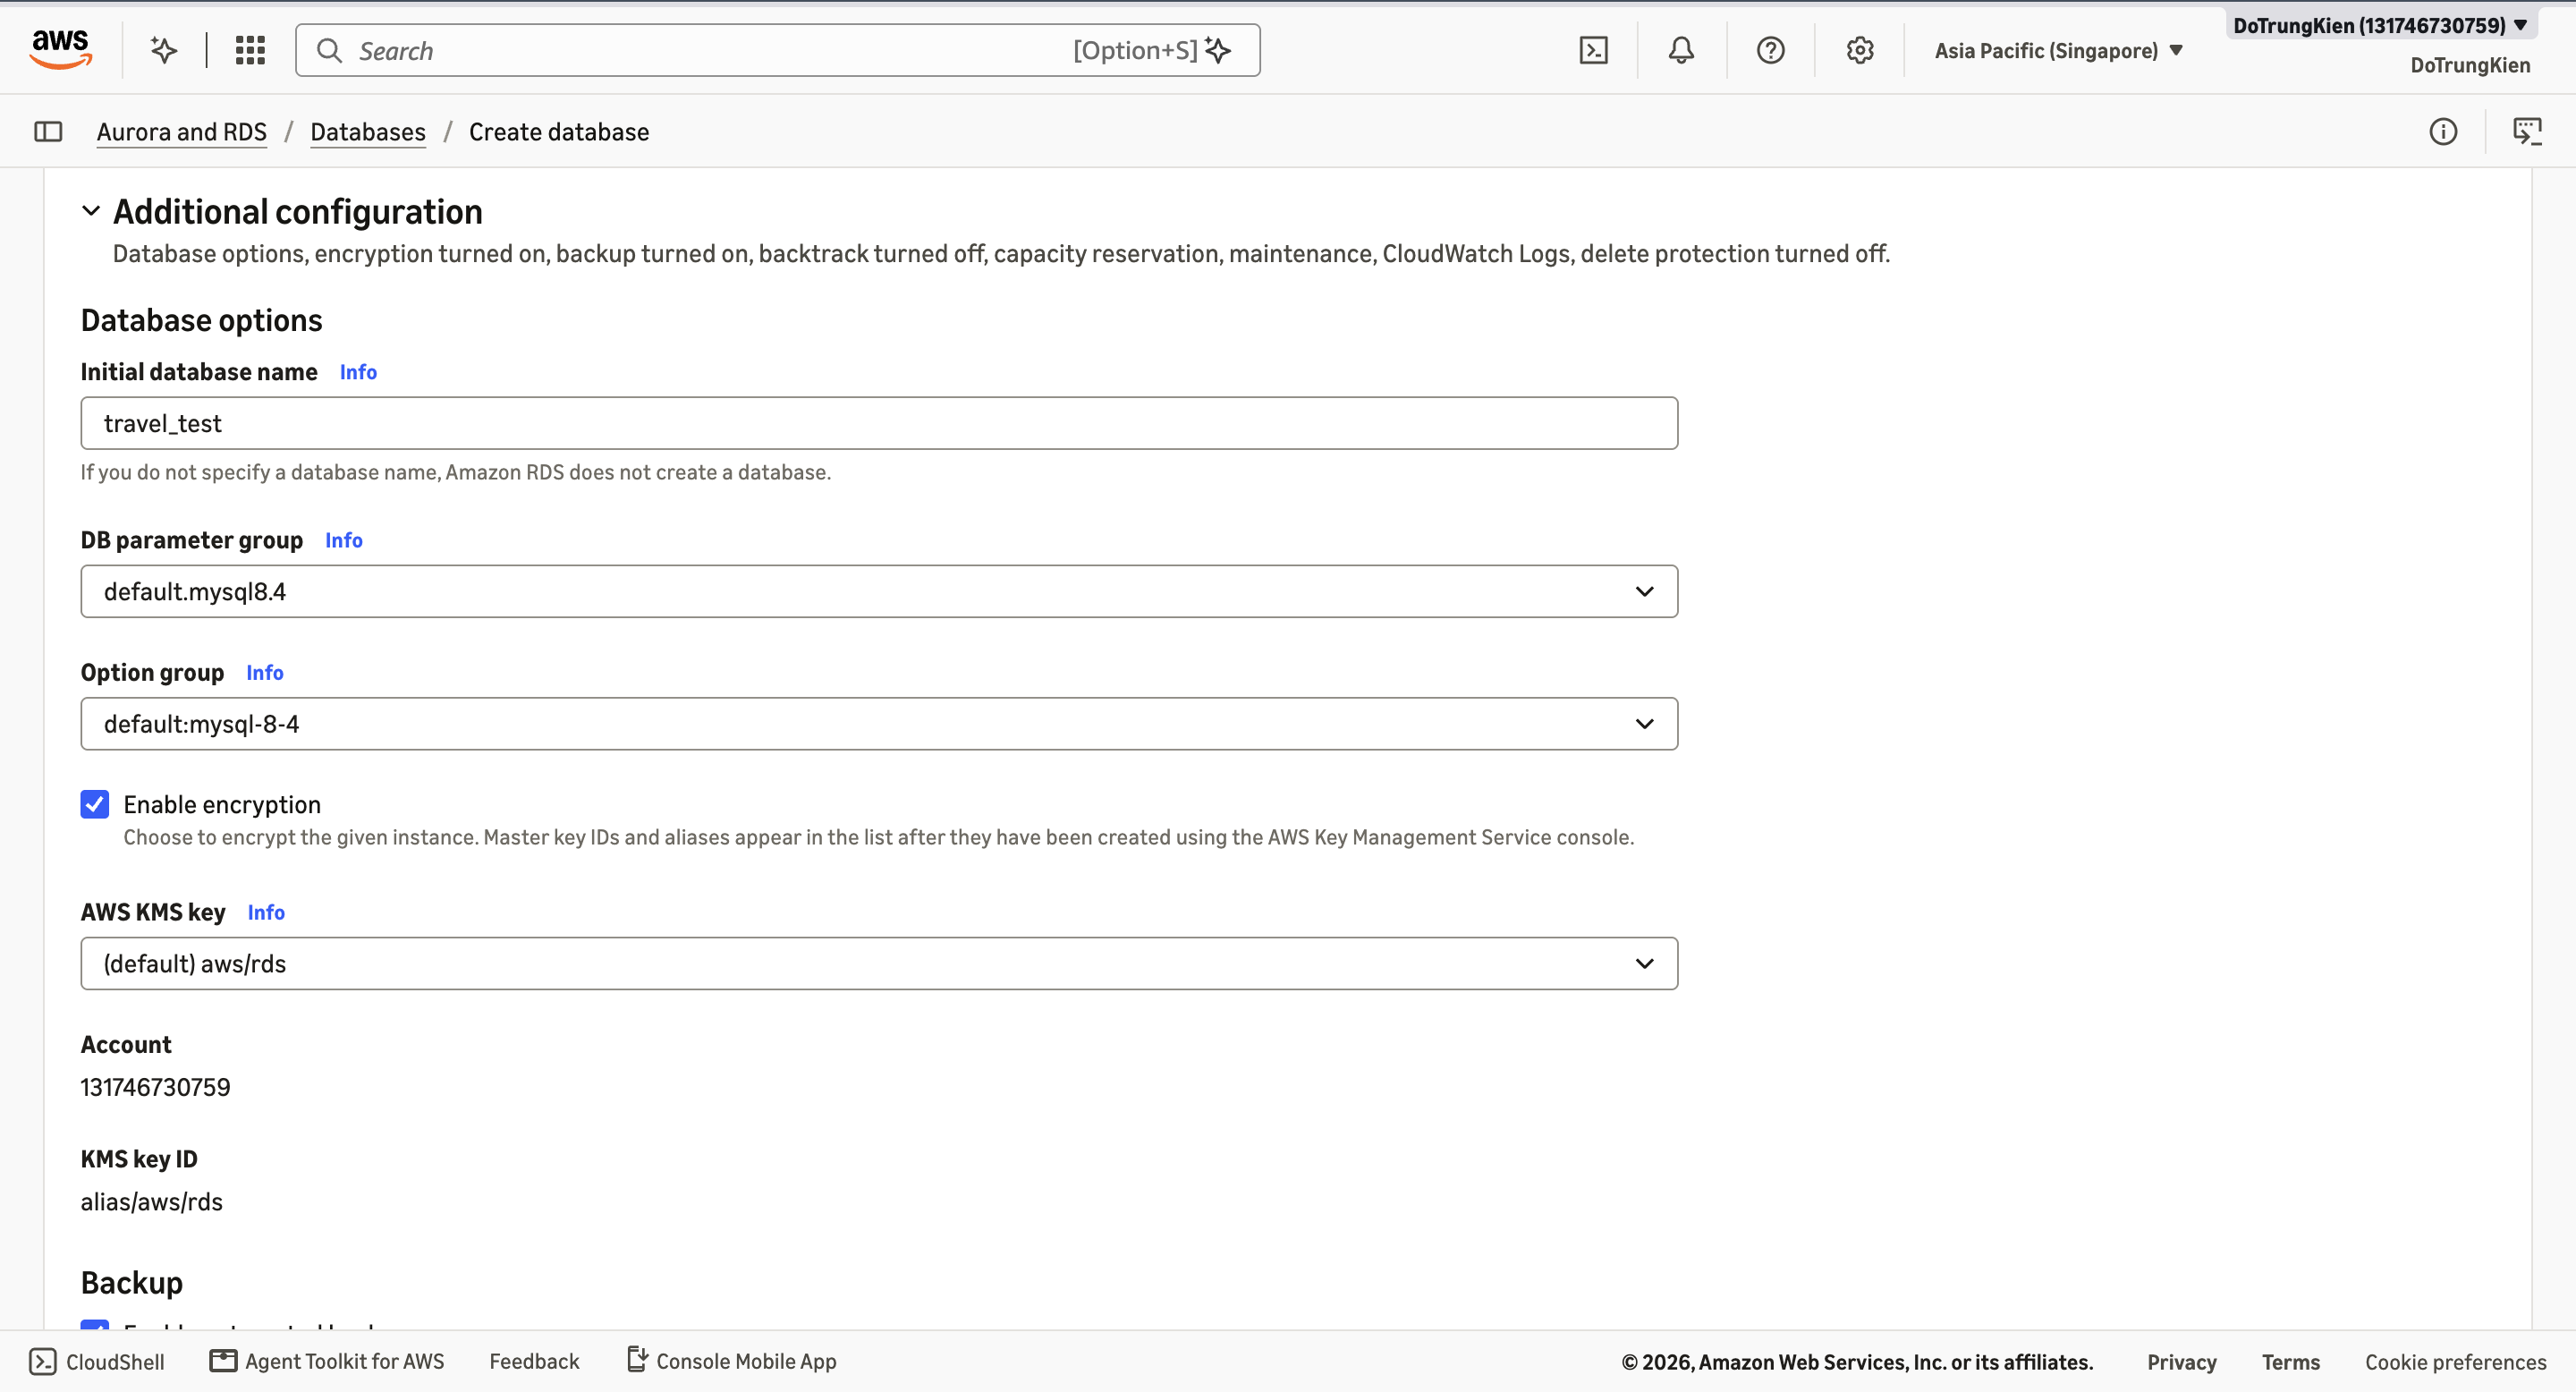 aws
Search
[Option+S]
Asia Pacific (Singapore)
DoTrungKien (131746730759)
DoTrungKien
Aurora and RDS / Databases / Create database
Additional configuration
Database options, encryption turned on, backup turned on, backtrack turned off, capacity reservation, maintenance, CloudWatch Logs, delete protection turned off.
Database options
Initial database name Info
travel_test
If you do not specify a database name, Amazon RDS does not create a database.
DB parameter group Info
default.mysql8.4
Option group Info
default:mysql-8-4
Enable encryption
Choose to encrypt the given instance. Master key IDs and aliases appear in the list after they have been created using the AWS Key Management Service console.
AWS KMS key Info
(default) aws/rds
Account
131746730759
KMS key ID
alias/aws/rds
Backup
CloudShell
Agent Toolkit for AWS
Feedback
Console Mobile App
© 2026, Amazon Web Services, Inc. or its affiliates.
Privacy
Terms
Cookie preferences